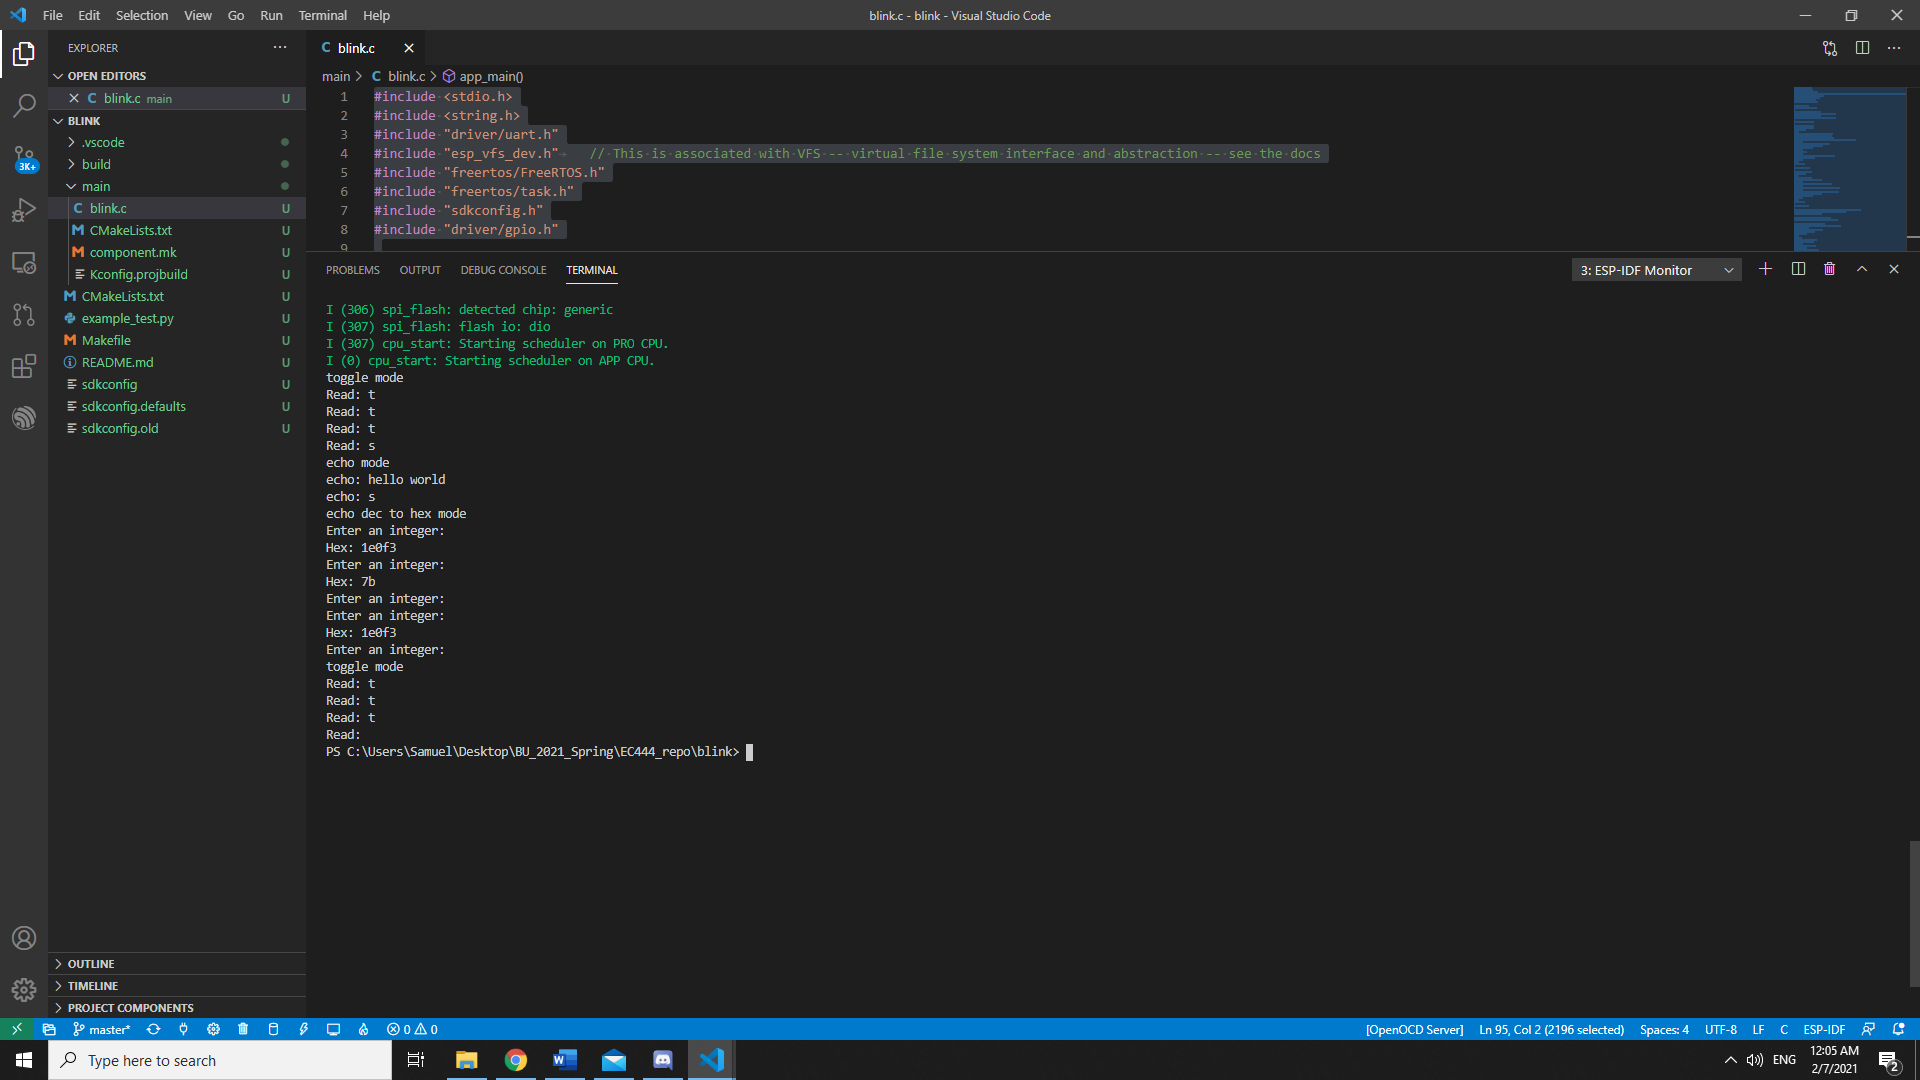 File Edit Selection View Go Run Terminal Help
blink.c - blink - Visual Studio Code
EXPLORER
OPEN EDITORS
blink.c main U
BLINK
.vscode
build
main
blink.c U
CMakeLists.txt U
component.mk U
Kconfig.projbuild U
CMakeLists.txt U
example_test.py U
Makefile U
README.md U
sdkconfig U
sdkconfig.defaults U
sdkconfig.old U
3K+
OUTLINE
TIMELINE
PROJECT COMPONENTS
blink.c
main > blink.c > app_main()
1 #include <stdio.h>
2 #include <string.h>
3 #include "driver/uart.h"
4 #include "esp_vfs_dev.h" // This is associated with VFS -- virtual file system interface and abstraction -- see the docs
5 #include "freertos/FreeRTOS.h"
6 #include "freertos/task.h"
7 #include "sdkconfig.h"
8 #include "driver/gpio.h"
9
PROBLEMS OUTPUT DEBUG CONSOLE TERMINAL
3: ESP-IDF Monitor
I (306) spi_flash: detected chip: generic
I (307) spi_flash: flash io: dio
I (307) cpu_start: Starting scheduler on PRO CPU.
I (0) cpu_start: Starting scheduler on APP CPU.
toggle mode
Read: t
Read: t
Read: t
Read: s
echo mode
echo: hello world
echo: s
echo dec to hex mode
Enter an integer:
Hex: 1e0f3
Enter an integer:
Hex: 7b
Enter an integer:
Enter an integer:
Hex: 1e0f3
Enter an integer:
toggle mode
Read: t
Read: t
Read: t
Read:
PS C:\Users\Samuel\Desktop\BU_2021_Spring\EC444_repo\blink>
master* 0 0
[OpenOCD Server] Ln 95, Col 2 (2196 selected) Spaces: 4 UTF-8 LF C ESP-IDF
Type here to search
ENG
12:05 AM
2/7/2021
2